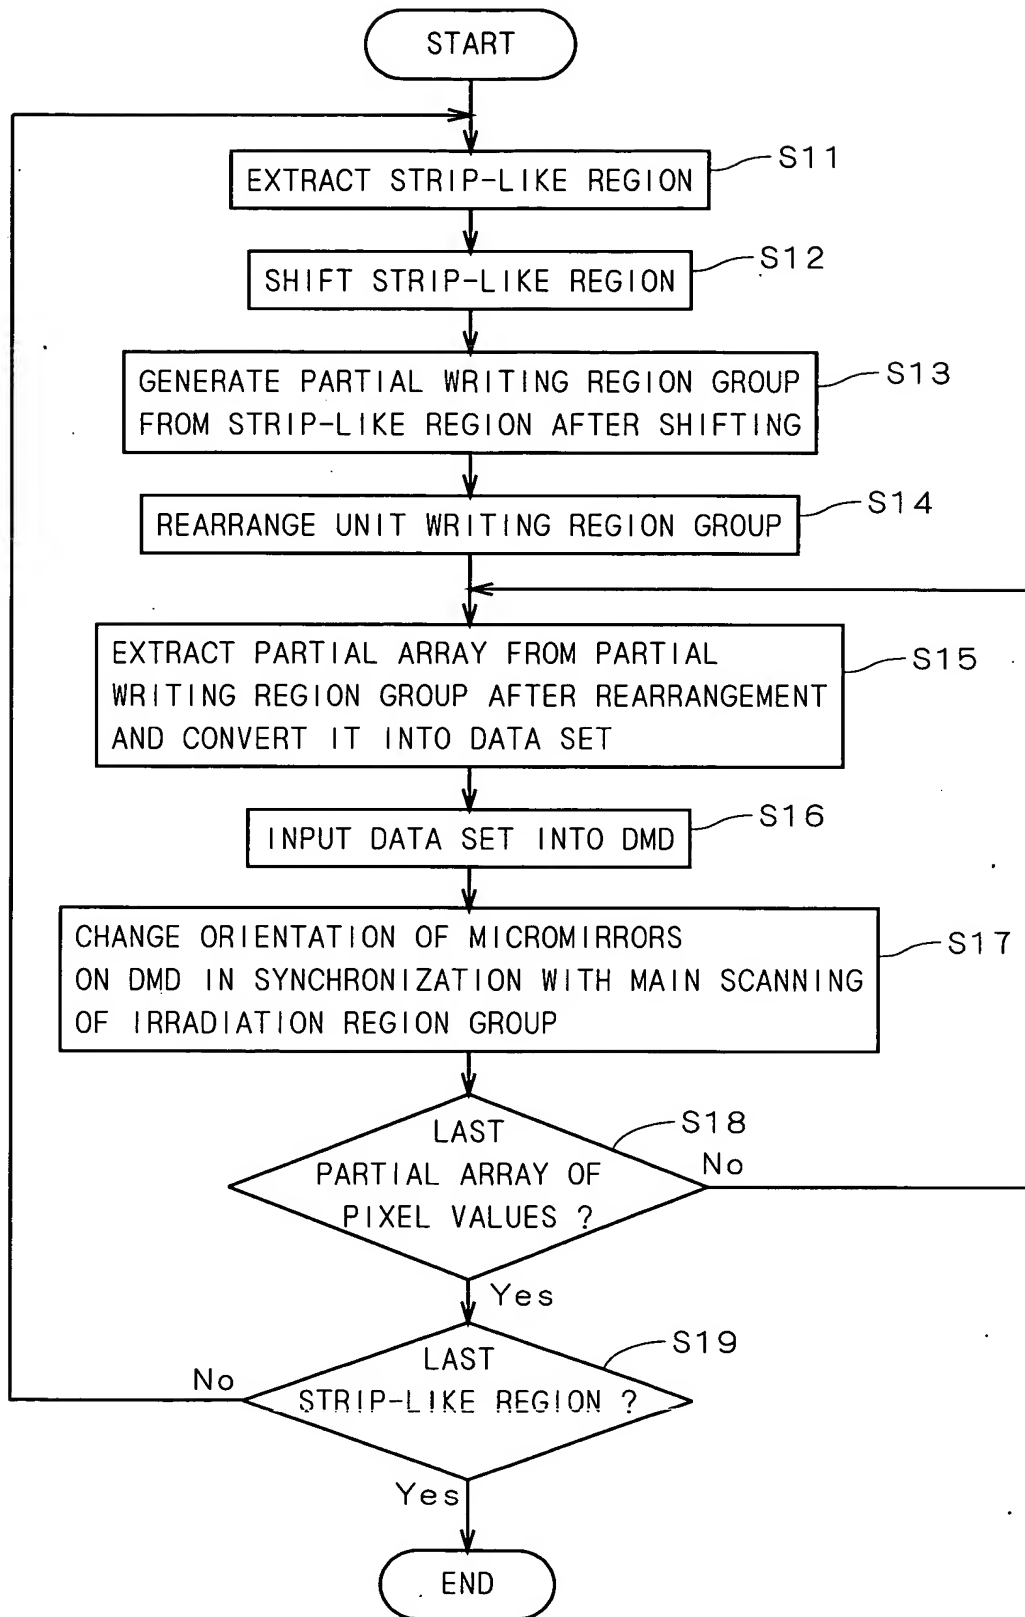 START
EXTRACT STRIP-LIKE REGION
S11
SHIFT STRIP-LIKE REGION
S12
GENERATE PARTIAL WRITING REGION GROUP
FROM STRIP-LIKE REGION AFTER SHIFTING
S13
REARRANGE UNIT WRITING REGION GROUP
S14
EXTRACT PARTIAL ARRAY FROM PARTIAL
WRITING REGION GROUP AFTER REARRANGEMENT
AND CONVERT IT INTO DATA SET
S15
INPUT DATA SET INTO DMD
S16
CHANGE ORIENTATION OF MICROMIRRORS
ON DMD IN SYNCHRONIZATION WITH MAIN SCANNING
OF IRRADIATION REGION GROUP
S17
LAST
PARTIAL ARRAY OF
PIXEL VALUES ?
S18
No
Yes
LAST
STRIP-LIKE REGION ?
S19
No
Yes
END